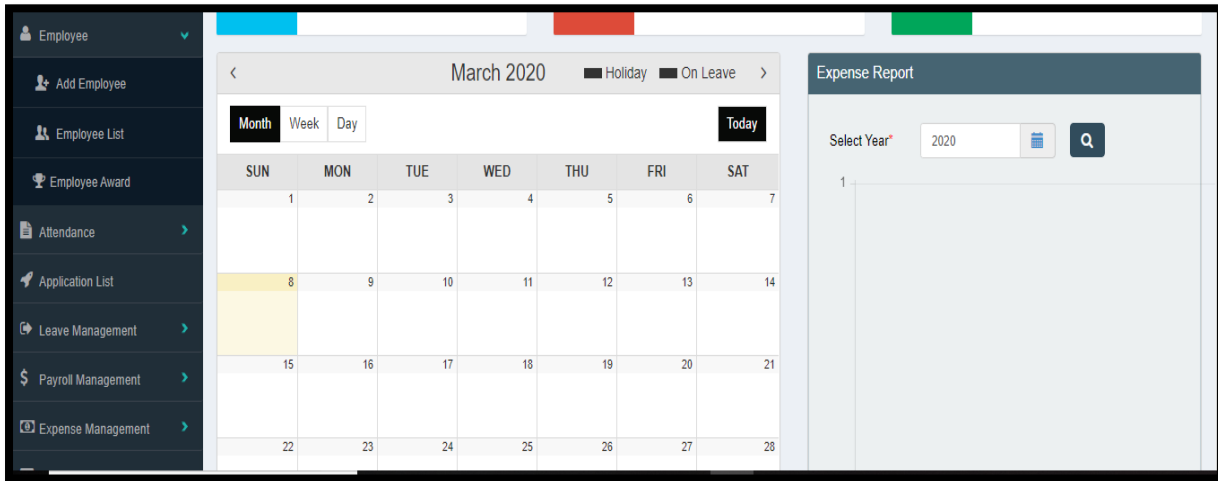 Employee
Add Employee
Employee List
Employee Award
Attendance
Application List
Leave Management
Payroll Management
Expense Management
March 2020 Holiday On Leave
Month Week Day Today
SUN MON TUE WED THU FRI SAT
1 2 3 4 5 6 7
8 9 10 11 12 13 14
15 16 17 18 19 20 21
22 23 24 25 26 27 28
Expense Report
Select Year* 2020
1